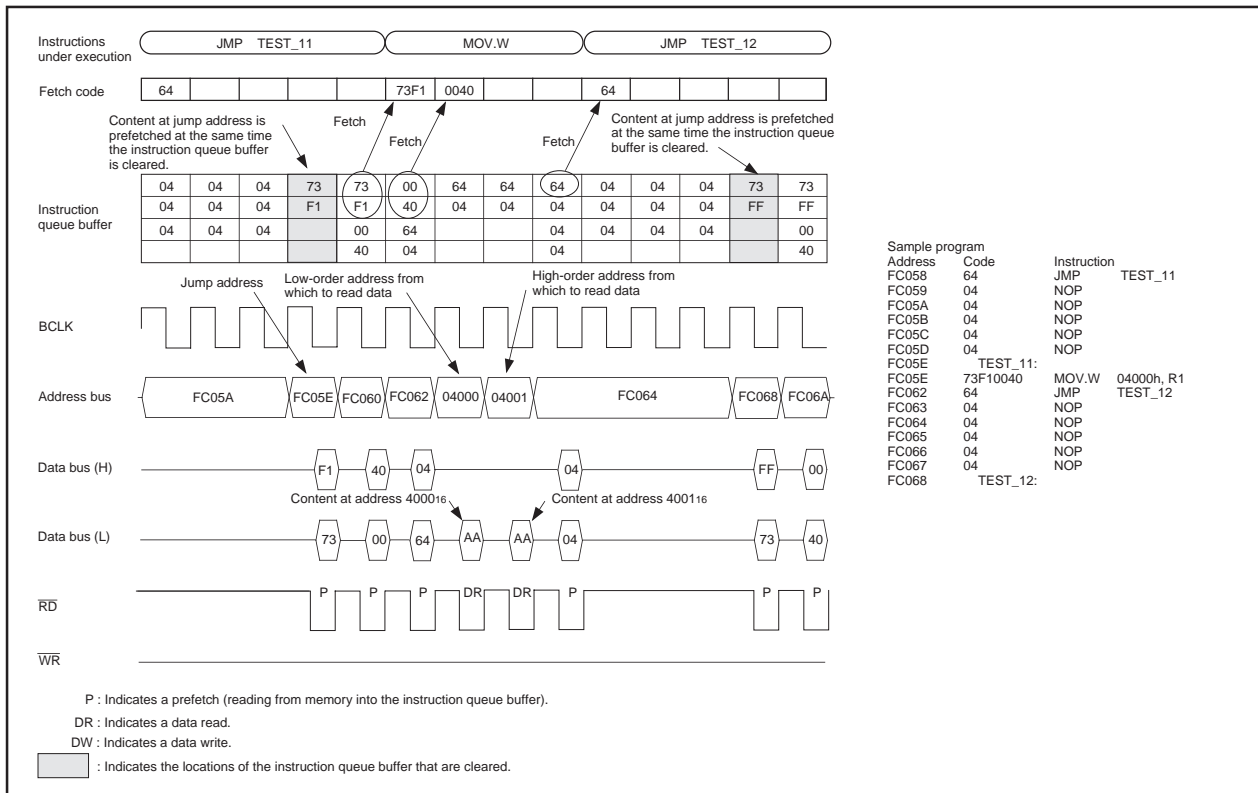 Instructions under execution
JMP TEST_11 MOV.W JMP TEST_12
Fetch code
64 73F1 0040 64
Content at jump address is
prefetched at the same time
the instruction queue buffer
is cleared.
Fetch
Fetch
Fetch
Content at jump address is prefetched
at the same time the instruction queue
buffer is cleared.
Instruction
queue buffer
04 04 04 73 73 00 64 64 64 04 04 04 73 73
04 04 04 F1 F1 40 04 04 04 04 04 04 FF FF
04 04 04 00 64 04 04 04 04 00
40 04 04 40
Jump address
Low-order address from
which to read data
High-order address from
which to read data
BCLK
Address bus
FC05A FC05E FC060 FC062 04000 04001 FC064 FC068 FC06A
Data bus (H)
F1 40 04 04 FF 00
Content at address 400016
Content at address 400116
Data bus (L)
73 00 64 AA AA 04 73 40
RD
P P P DR DR P P P
WR
P : Indicates a prefetch (reading from memory into the instruction queue buffer).
DR : Indicates a data read.
DW : Indicates a data write.
: Indicates the locations of the instruction queue buffer that are cleared.
Sample program
Address Code Instruction
FC058 64 JMP TEST_11
FC059 04 NOP
FC05A 04 NOP
FC05B 04 NOP
FC05C 04 NOP
FC05D 04 NOP
FC05E TEST_11:
FC05E 73F10040 MOV.W 04000h, R1
FC062 64 JMP TEST_12
FC063 04 NOP
FC064 04 NOP
FC065 04 NOP
FC066 04 NOP
FC067 04 NOP
FC068 TEST_12: